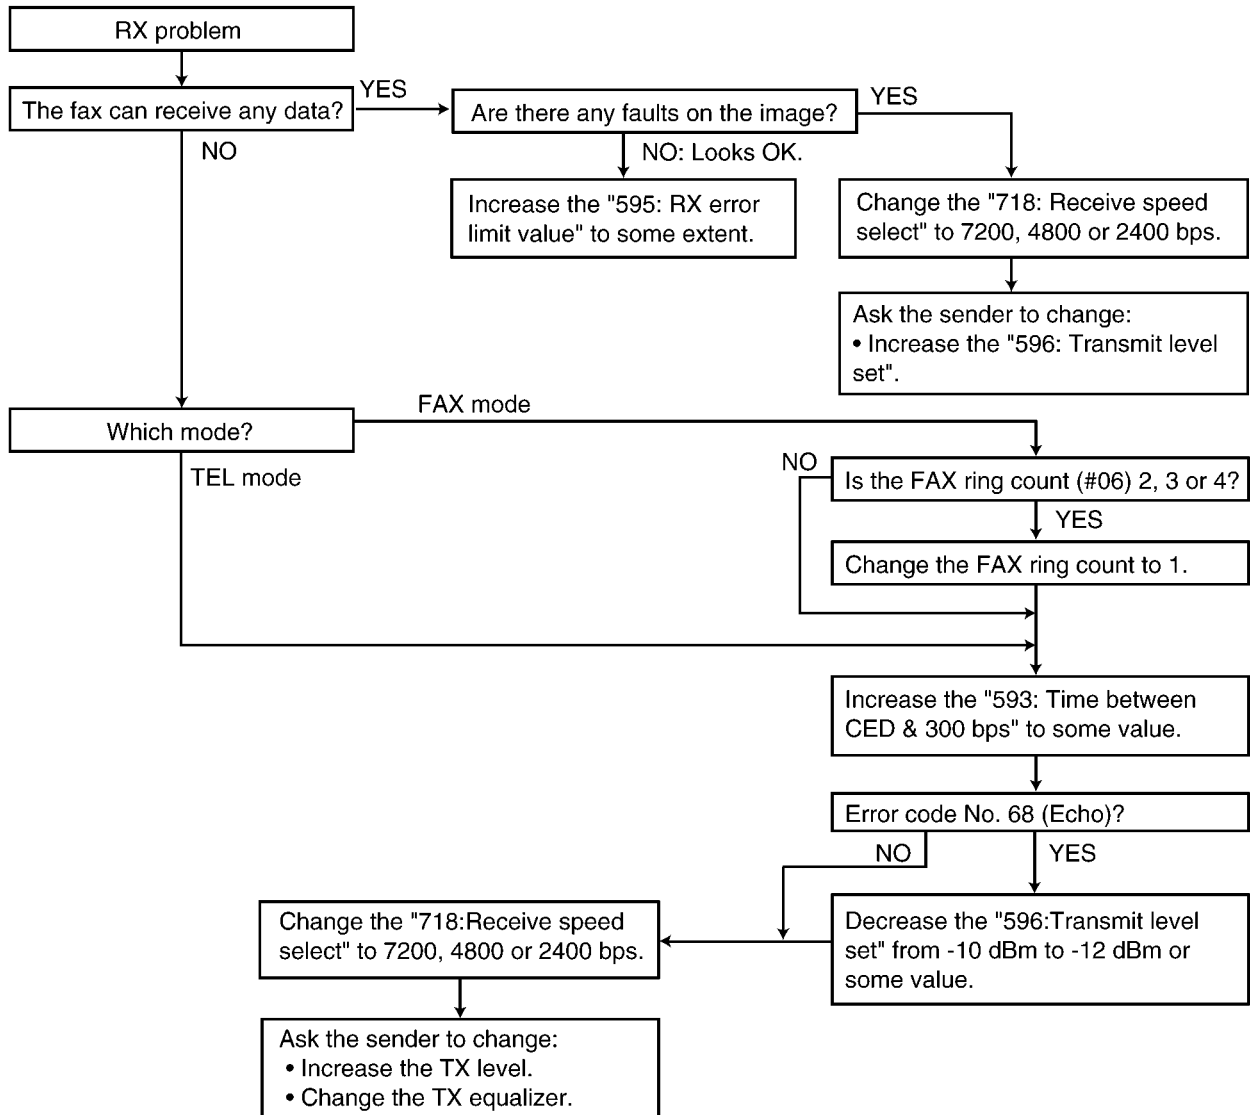 RX problem
The fax can receive any data?
YES
Are there any faults on the image?
YES
NO
NO: Looks OK.
Increase the "595: RX error
limit value" to some extent.
Change the "718: Receive speed
select" to 7200, 4800 or 2400 bps.
Ask the sender to change:
• Increase the "596: Transmit level
set".
Which mode?
FAX mode
TEL mode
NO
Is the FAX ring count (#06) 2, 3 or 4?
YES
Change the FAX ring count to 1.
Increase the "593: Time between
CED & 300 bps" to some value.
Error code No. 68 (Echo)?
NO
YES
Decrease the "596:Transmit level
set" from -10 dBm to -12 dBm or
some value.
Change the "718:Receive speed
select" to 7200, 4800 or 2400 bps.
Ask the sender to change:
• Increase the TX level.
• Change the TX equalizer.